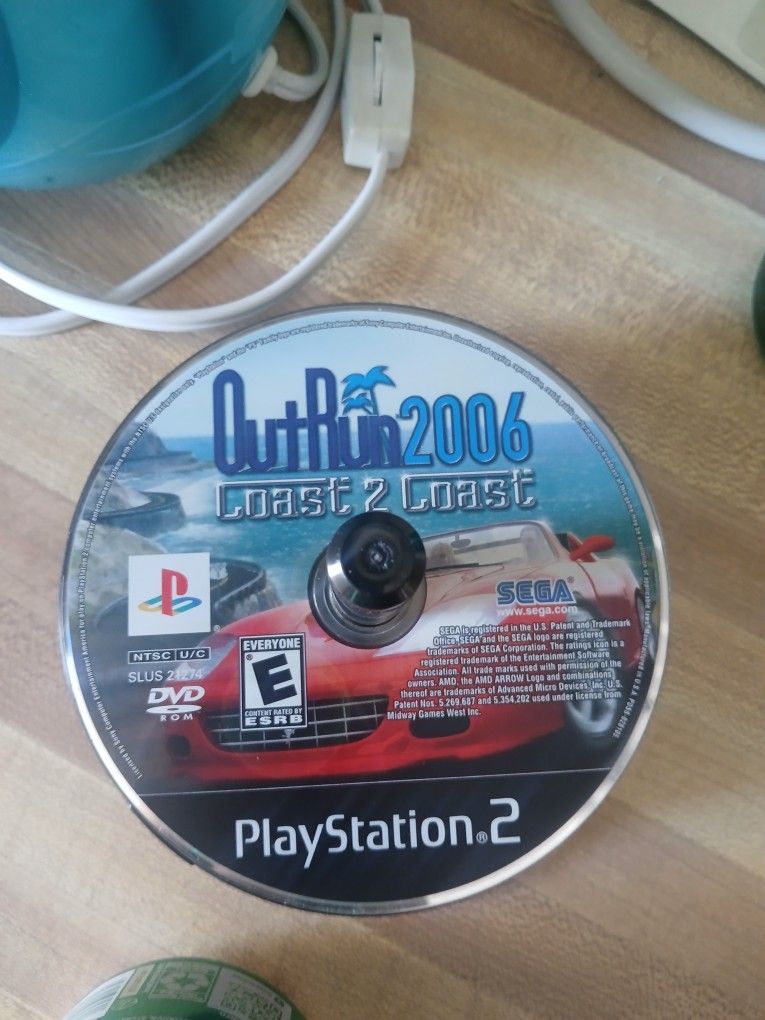 OutRun2006
Coast 2 Coast
NTSC U/C
SLUS 21274
DVD
ROM
EVERYONE
E
CONTENT RATED BY
ESRB
SEGA
www.sega.com
SEGA is registered in the U.S. Patent and Trademark
Office. SEGA and the SEGA logo are registered
trademarks of SEGA Corporation. The ratings icon is a
registered trademark of the Entertainment Software
Association. All trade marks used with permission of the
owners. AMD, the AMD ARROW Logo and combinations
thereof are trademarks of Advanced Micro Devices, Inc. U.S.
Patent Nos. 5,269,687 and 5,354,202 used under license from
Midway Games West Inc.
PlayStation®2